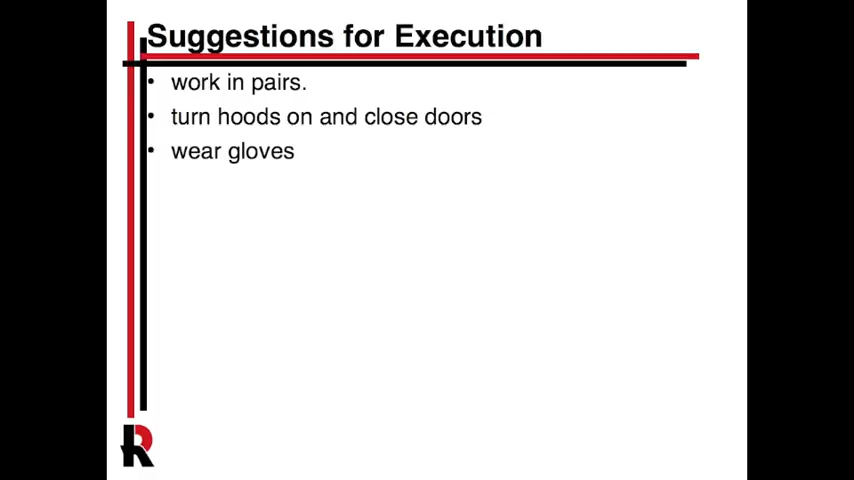 Suggestions for Execution
• work in pairs.
• turn hoods on and close doors
• wear gloves